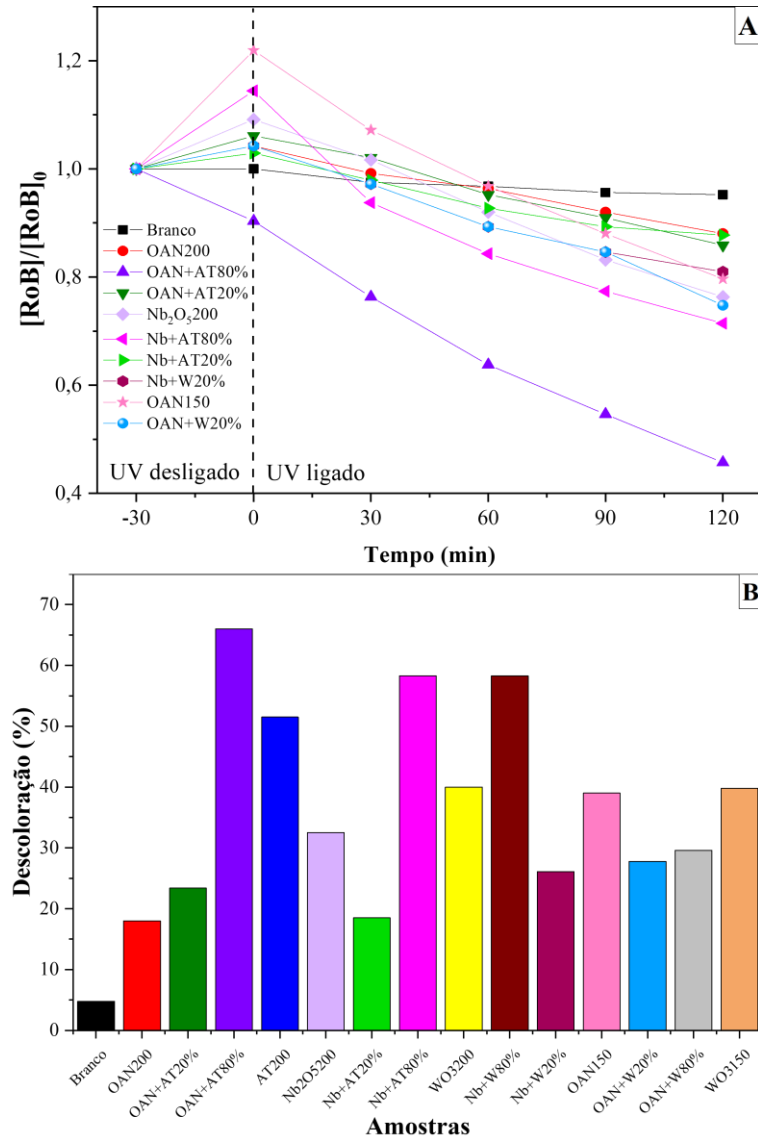 A
[RoB]/[RoB]0
1,2
1,0
0,8
0,6
0,4
Branco
OAN200
OAN+AT80%
OAN+AT20%
Nb2O5200
Nb+AT80%
Nb+AT20%
Nb+W20%
OAN150
OAN+W20%
UV desligado
UV ligado
-30 0 30 60 90 120
Tempo (min)
B
Descoloração (%)
70
60
50
40
30
20
10
0
Branco
OAN200
OAN+AT20%
OAN+AT80%
AT200
Nb2O5200
Nb+AT20%
Nb+AT80%
WO3200
Nb+W80%
Nb+W20%
OAN150
OAN+W20%
OAN+W80%
WO3150
Amostras